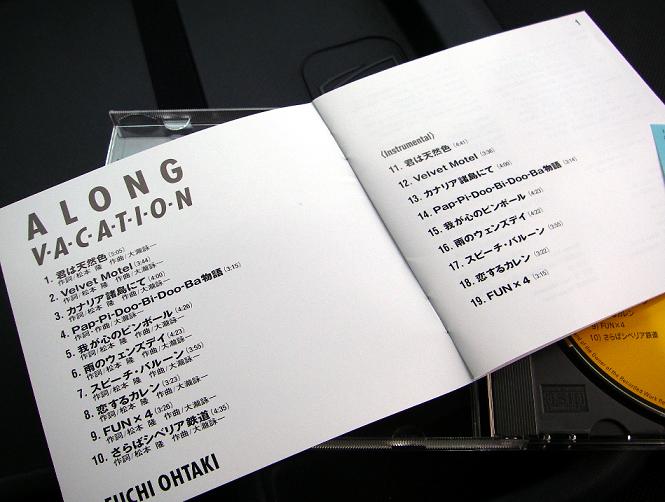 A LONG
V·A·C·A·T·I·O·N
1. 君は天然色 (5:05)
作詞/松本 隆 作曲/大瀧詠一
2. Velvet Motel (3:44)
作詞/松本 隆 作曲/大瀧詠一
3. カナリア諸島にて (4:00)
作詞/松本 隆 作曲/大瀧詠一
4. Pap-Pi-Doo-Bi-Doo-Ba物語 (3:15)
作詞・作曲/大瀧詠一
5. 我が心のピンボール (4:26)
作詞/松本 隆 作曲/大瀧詠一
6. 雨のウェンズデイ (4:23)
作詞/松本 隆 作曲/大瀧詠一
7. スピーチ・バルーン (3:55)
作詞/松本 隆 作曲/大瀧詠一
8. 恋するカレン (3:23)
作詞/松本 隆 作曲/大瀧詠一
9. FUN×4 (3:26)
作詞/松本 隆 作曲/大瀧詠一
10. さらばシベリア鉄道 (4:35)
作詞/松本 隆 作曲/大瀧詠一
EIICHI OHTAKI
1
〈Instrumental〉
11. 君は天然色 (4:41)
12. Velvet Motel (3:36)
13. カナリア諸島にて (4:00)
14. Pap-Pi-Doo-Bi-Doo-Ba物語 (3:14)
15. 我が心のピンボール (4:23)
16. 雨のウェンズデイ (4:22)
17. スピーチ・バルーン (3:55)
18. 恋するカレン (3:22)
19. FUN×4 (3:15)
カレン
9) FUN×4
10) さらばシベリア鉄道